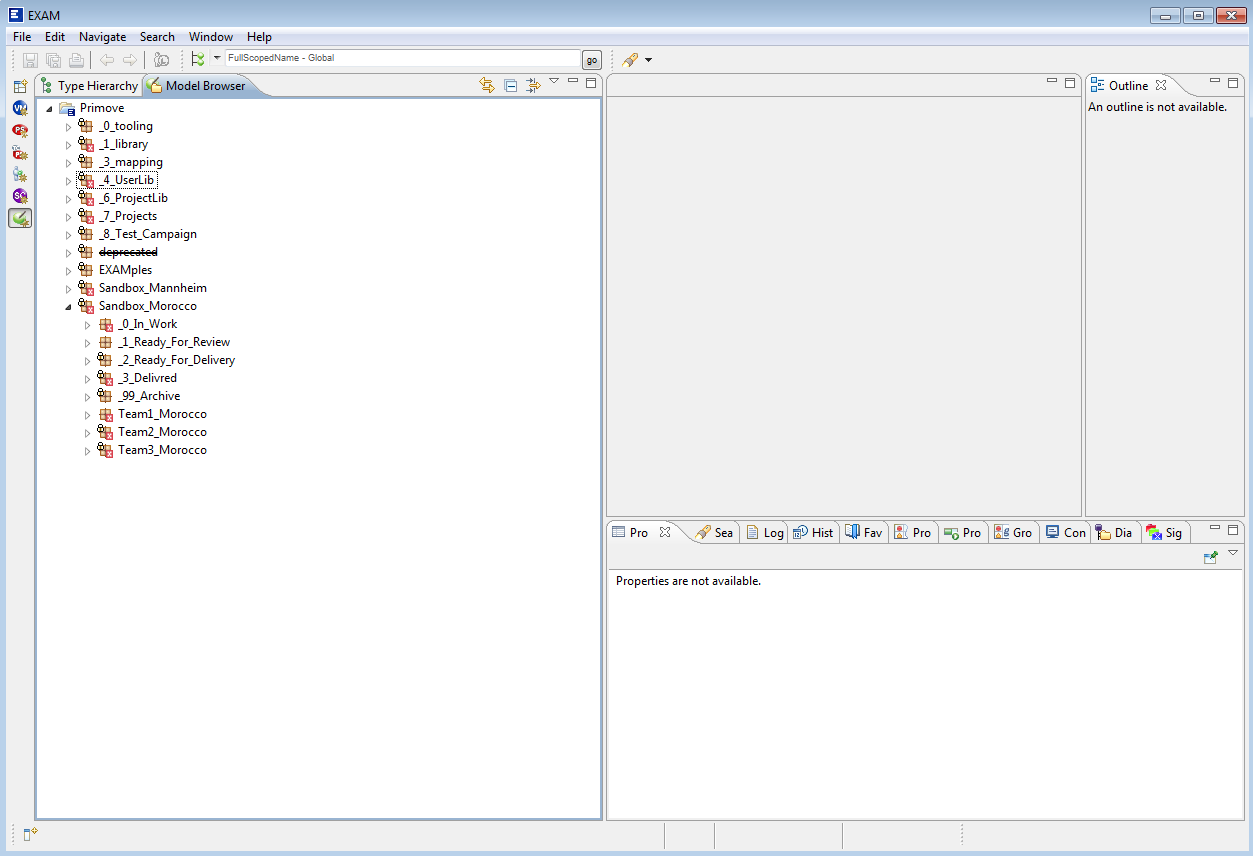 EXAM
File Edit Navigate Search Window Help
FullScopedName - Global go
Type Hierarchy Model Browser
Outline
An outline is not available.
Primove
_0_tooling
_1_library
_3_mapping
_4_UserLib
_6_ProjectLib
_7_Projects
_8_Test_Campaign
deprecated
EXAMples
Sandbox_Mannheim
Sandbox_Morocco
_0_In_Work
_1_Ready_For_Review
_2_Ready_For_Delivery
_3_Delivred
_99_Archive
Team1_Morocco
Team2_Morocco
Team3_Morocco
Pro Sea Log Hist Fav Pro Pro Gro Con Dia Sig
Properties are not available.